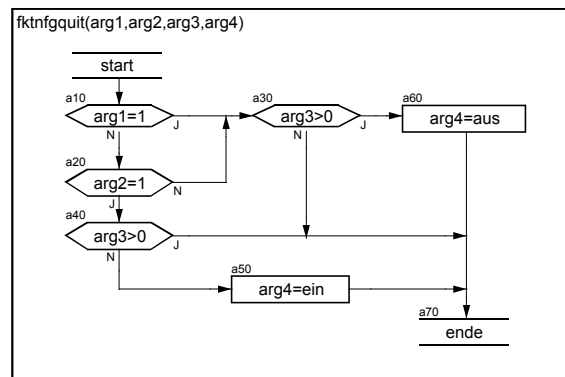 fktnfgquit(arg1,arg2,arg3,arg4)
start
a10
arg1=1
J
N
a30
arg3>0
J
N
a60
arg4=aus
a20
arg2=1
N
J
a40
arg3>0
J
N
a50
arg4=ein
a70
ende